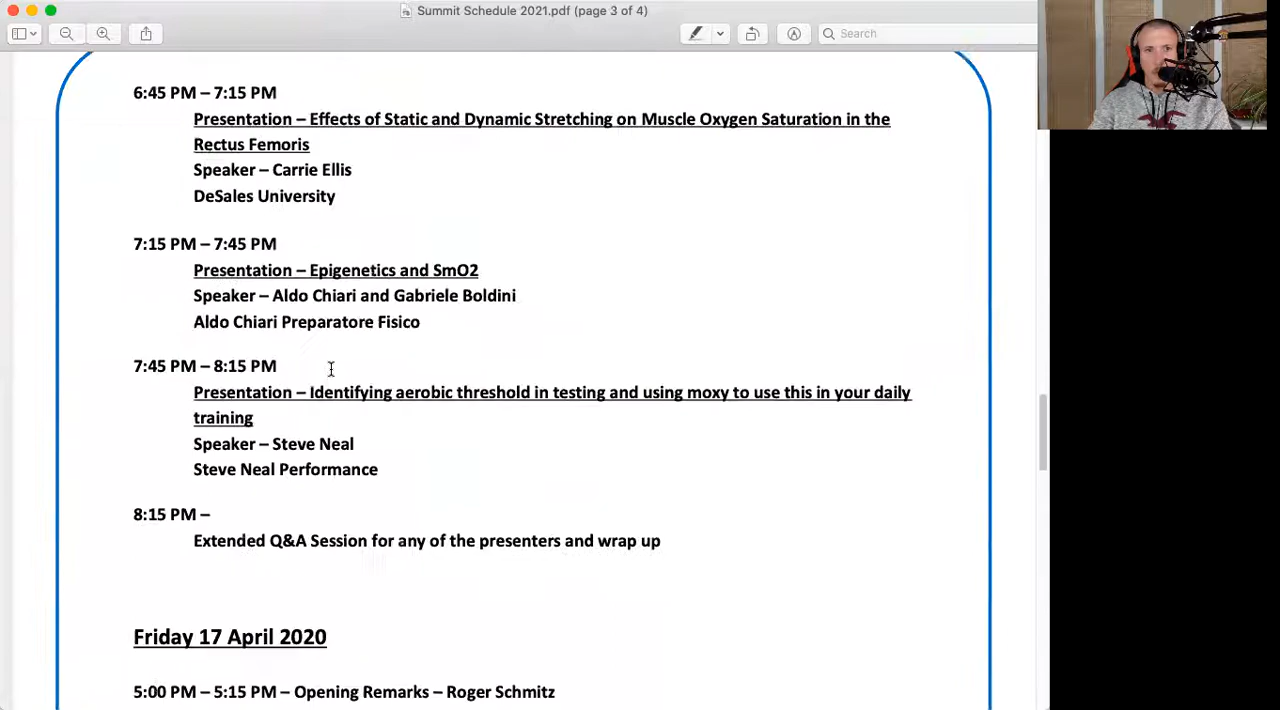 Summit Schedule 2021.pdf (page 3 of 4)
Search
6:45 PM – 7:15 PM
Presentation – Effects of Static and Dynamic Stretching on Muscle Oxygen Saturation in the
Rectus Femoris
Speaker – Carrie Ellis
DeSales University
7:15 PM – 7:45 PM
Presentation – Epigenetics and SmO2
Speaker – Aldo Chiari and Gabriele Boldini
Aldo Chiari Preparatore Fisico
7:45 PM – 8:15 PM
Presentation – Identifying aerobic threshold in testing and using moxy to use this in your daily
training
Speaker – Steve Neal
Steve Neal Performance
8:15 PM –
Extended Q&A Session for any of the presenters and wrap up
Friday 17 April 2020
5:00 PM – 5:15 PM – Opening Remarks – Roger Schmitz